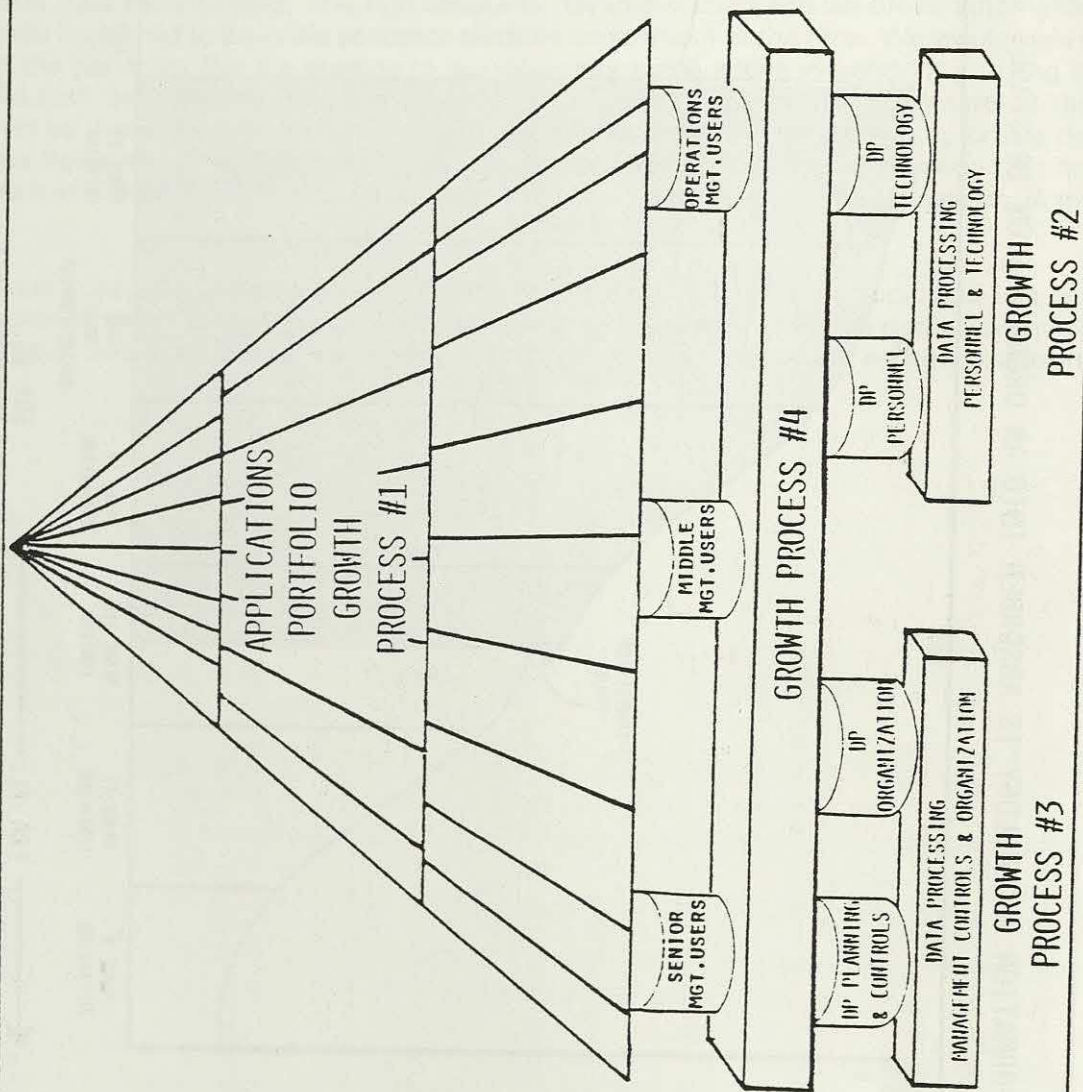 APPLICATIONS
PORTFOLIO
GROWTH
PROCESS #1
SENIOR
MGT.USERS
MIDDLE
MGT.USERS
OPERATIONS
MGT.USERS
GROWTH PROCESS #4
DP PLANNING
& CONTROLS
DP
ORGANIZATION
DP
PERSONNEL
DP
TECHNOLOGY
DATA PROCESSING
MANAGEMENT CONTROLS & ORGANIZATION
DATA PROCESSING
PERSONNEL & TECHNOLOGY
GROWTH
PROCESS #3
GROWTH
PROCESS #2